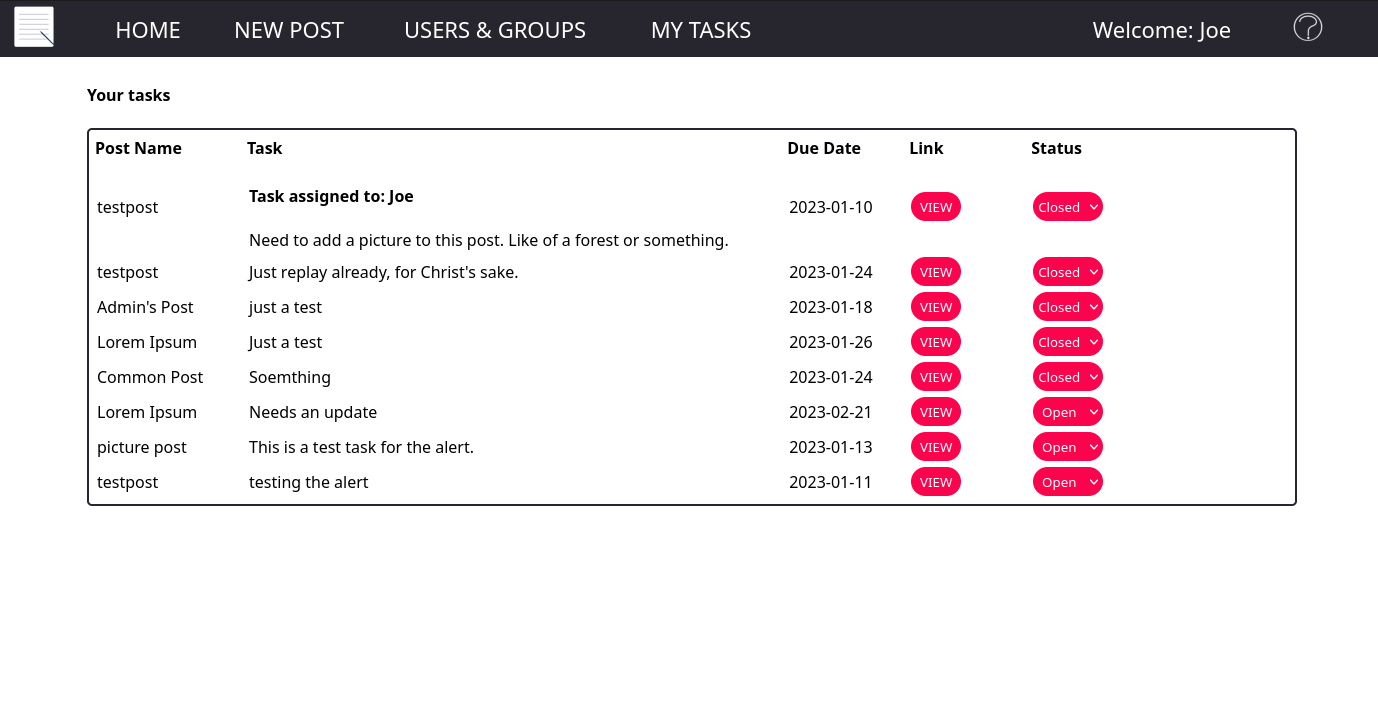 HOME NEW POST USERS & GROUPS MY TASKS Welcome: Joe
Your tasks
Post Name Task Due Date Link Status
Task assigned to: Joe
testpost 2023-01-10 VIEW Closed
Need to add a picture to this post. Like of a forest or something.
testpost Just replay already, for Christ's sake. 2023-01-24 VIEW Closed
Admin's Post just a test 2023-01-18 VIEW Closed
Lorem Ipsum Just a test 2023-01-26 VIEW Closed
Common Post Soemthing 2023-01-24 VIEW Closed
Lorem Ipsum Needs an update 2023-02-21 VIEW Open
picture post This is a test task for the alert. 2023-01-13 VIEW Open
testpost testing the alert 2023-01-11 VIEW Open